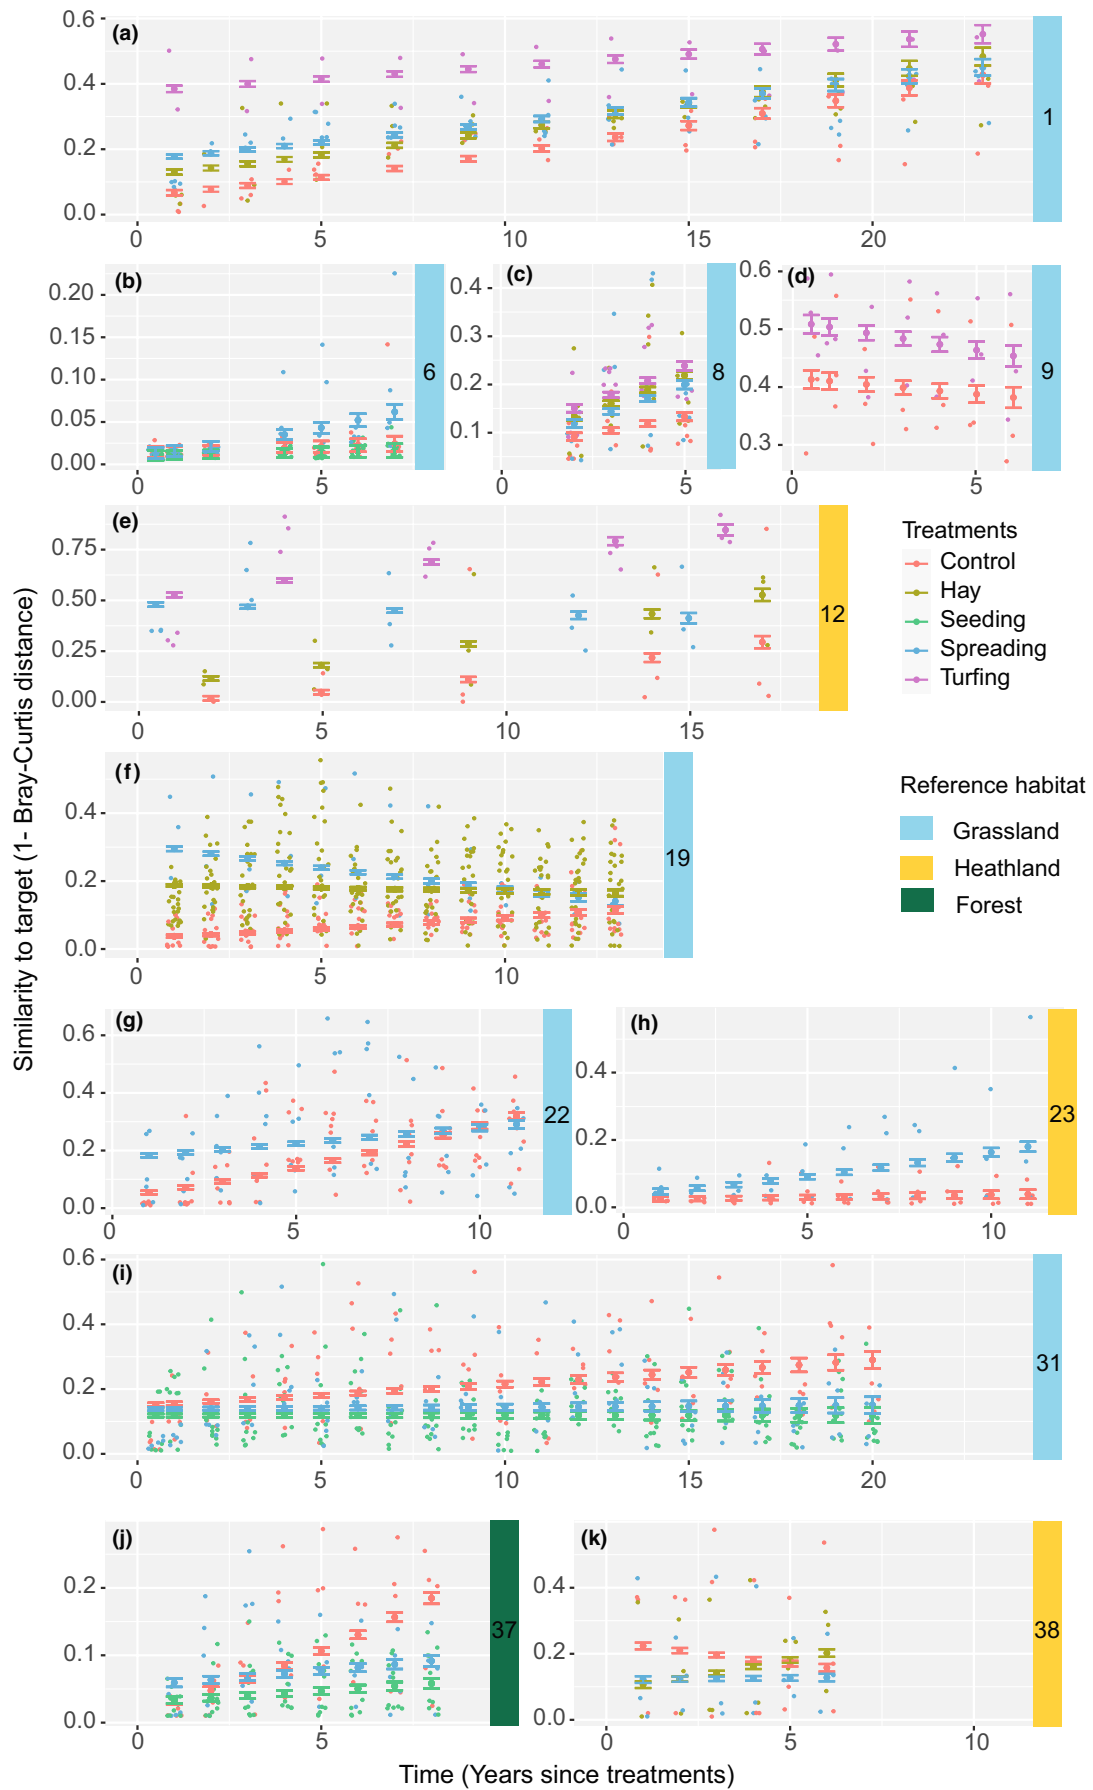 (a)
0.6
0.4
0.2
0.0
0 5 10 15 20
1
(b)
0.20
0.15
0.10
0.05
0.00
0 5
6
(c)
0.4
0.3
0.2
0.1
0 5
8
(d)
0.6
0.5
0.4
0.3
0 5
9
(e)
0.75
0.50
0.25
0.00
0 5 10 15
12
Treatments
Control
Hay
Seeding
Spreading
Turfing
Similarity to target (1- Bray-Curtis distance)
(f)
0.4
0.2
0.0
0 5 10
19
Reference habitat
Grassland
Heathland
Forest
(g)
0.6
0.4
0.2
0.0
0 5 10
22
(h)
0.4
0.2
0.0
0 5 10
23
(i)
0.6
0.4
0.2
0.0
0 5 10 15 20
31
(j)
0.2
0.1
0.0
0 5
37
(k)
0.4
0.2
0.0
0 5 10
38
Time (Years since treatments)